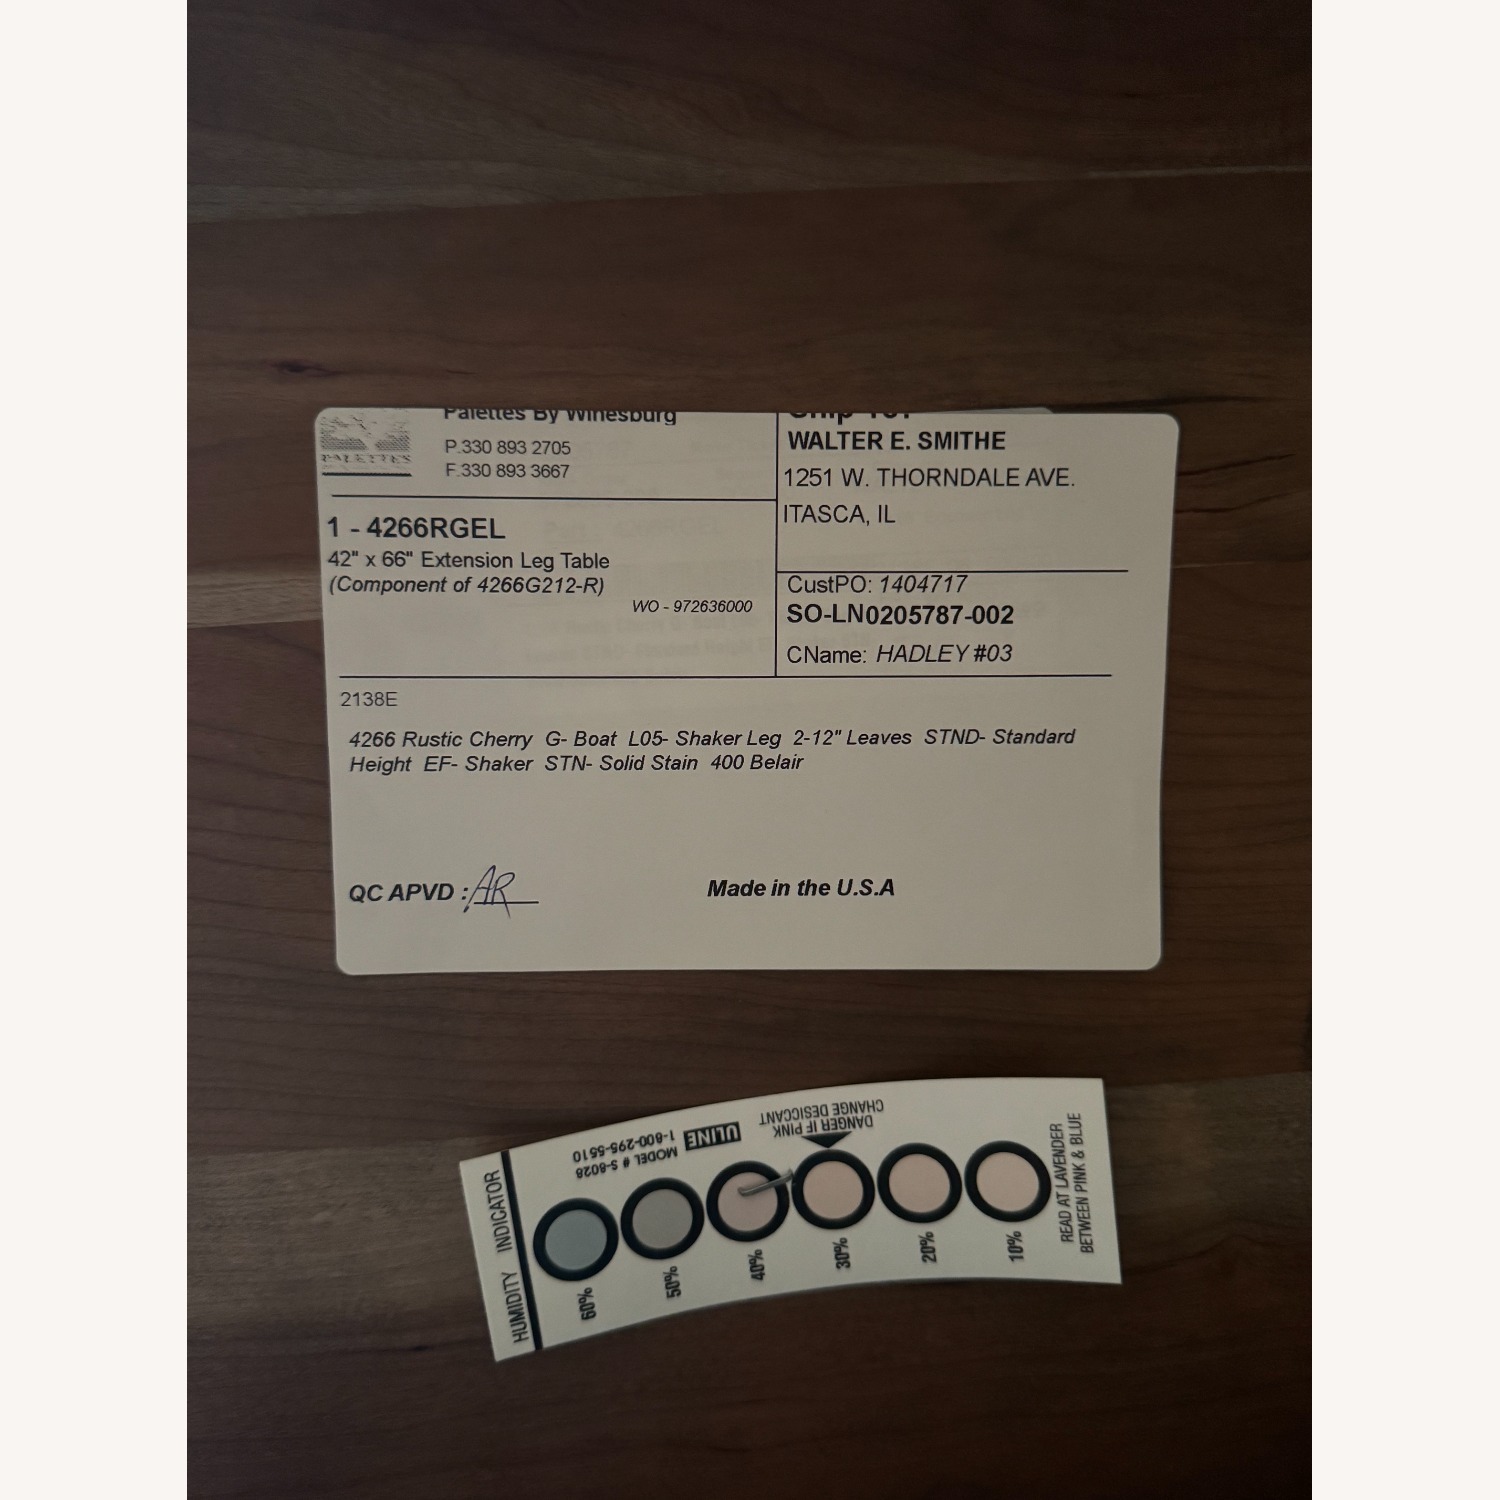 Palettes By Winesburg
P.330 893 2705
F.330 893 3667
PALETTES
Ship To:
WALTER E. SMITHE
1251 W. THORNDALE AVE.
ITASCA, IL
1 - 4266RGEL
42" x 66" Extension Leg Table
(Component of 4266G212-R)
WO - 972636000
CustPO: 1404717
SO-LN0205787-002
CName: HADLEY #03
2138E
4266 Rustic Cherry G- Boat L05- Shaker Leg 2-12" Leaves STND- Standard
Height EF- Shaker STN- Solid Stain 400 Belair
QC APVD : AR
Made in the U.S.A
HUMIDITY INDICATOR
MODEL # S-8028
1-800-295-5510
ULINE
DANGER IF PINK
CHANGE DESICCANT
60%
50%
40%
30%
20%
10%
READ AT LAVENDER
BETWEEN PINK & BLUE